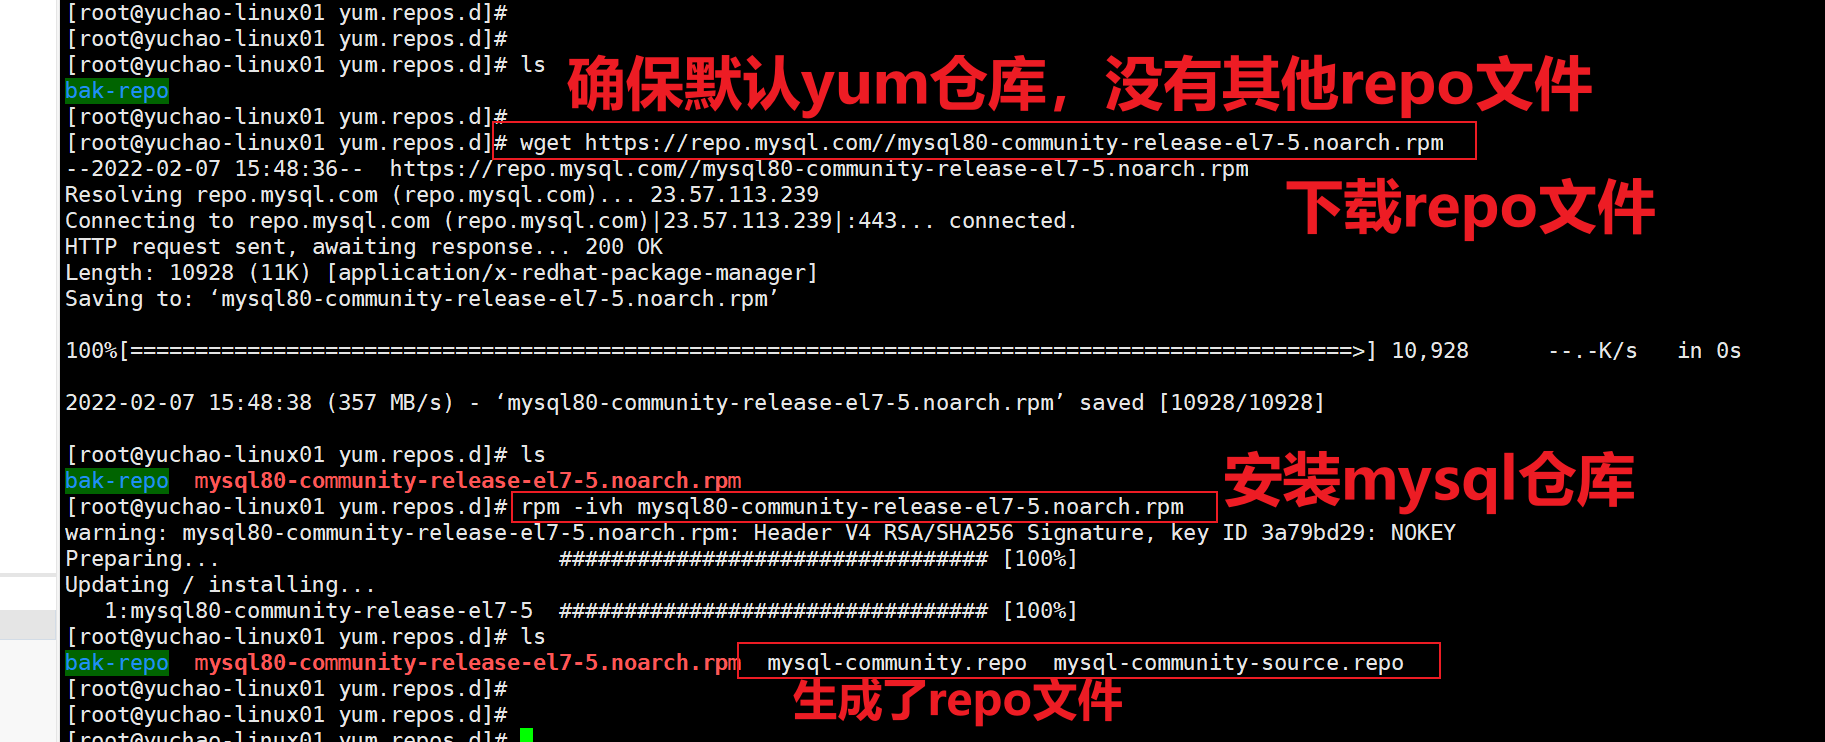 [root@yuchao-linux01 yum.repos.d]#
[root@yuchao-linux01 yum.repos.d]#
[root@yuchao-linux01 yum.repos.d]# ls
确保默认yum仓库，没有其他repo文件
bak-repo
[root@yuchao-linux01 yum.repos.d]#
[root@yuchao-linux01 yum.repos.d]# wget https://repo.mysql.com//mysql80-community-release-el7-5.noarch.rpm
--2022-02-07 15:48:36--  https://repo.mysql.com//mysql80-community-release-el7-5.noarch.rpm
Resolving repo.mysql.com (repo.mysql.com)... 23.57.113.239
下载repo文件
Connecting to repo.mysql.com (repo.mysql.com)|23.57.113.239|:443... connected.
HTTP request sent, awaiting response... 200 OK
Length: 10928 (11K) [application/x-redhat-package-manager]
Saving to: ‘mysql80-community-release-el7-5.noarch.rpm’
100%[==============================================================================================>] 10,928      --.-K/s   in 0s
2022-02-07 15:48:38 (357 MB/s) - ‘mysql80-community-release-el7-5.noarch.rpm’ saved [10928/10928]
[root@yuchao-linux01 yum.repos.d]# ls
bak-repo  mysql80-community-release-el7-5.noarch.rpm
安装mysql仓库
[root@yuchao-linux01 yum.repos.d]# rpm -ivh mysql80-community-release-el7-5.noarch.rpm
warning: mysql80-community-release-el7-5.noarch.rpm: Header V4 RSA/SHA256 Signature, key ID 3a79bd29: NOKEY
Preparing...                          ################################# [100%]
Updating / installing...
   1:mysql80-community-release-el7-5  ################################# [100%]
[root@yuchao-linux01 yum.repos.d]# ls
bak-repo  mysql80-community-release-el7-5.noarch.rpm  mysql-community.repo  mysql-community-source.repo
[root@yuchao-linux01 yum.repos.d]#
生成了repo文件
[root@yuchao-linux01 yum.repos.d]#
[root@yuchao-linux01 yum.repos.d]#